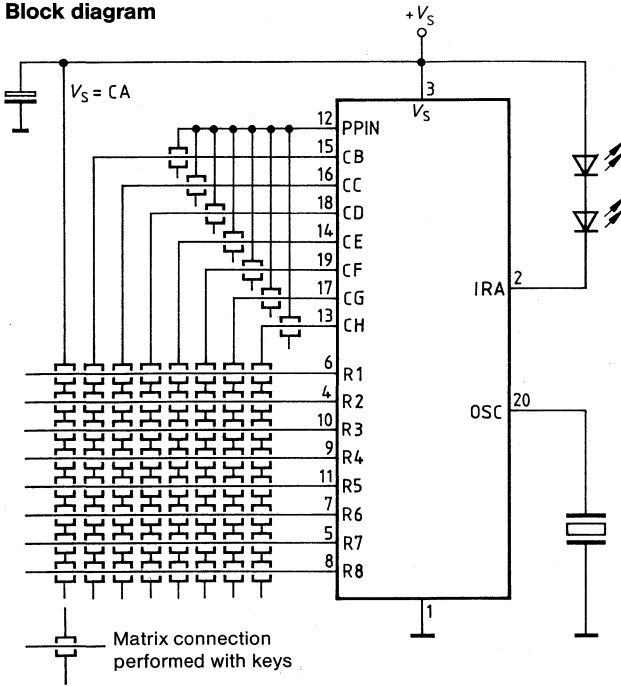 Block diagram
+VS
VS = CA
3
VS
12 PPIN
15 CB
16 CC
18 CD
14 CE
19 CF
17 CG
13 CH
IRA 2
6 R1
4 R2
OSC 20
10 R3
9 R4
11 R5
7 R6
5 R7
8 R8
1
Matrix connection
performed with keys